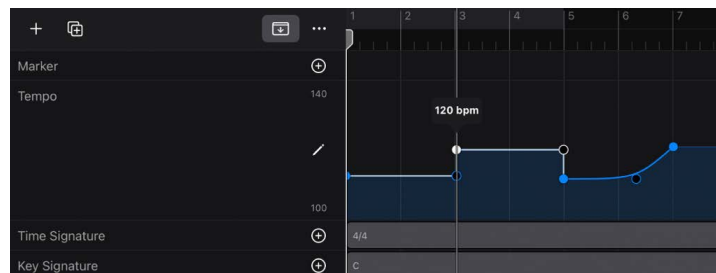 1 2 3 4 5 6 7
Marker
Tempo 140
120 bpm
100
Time Signature 4/4
Key Signature C